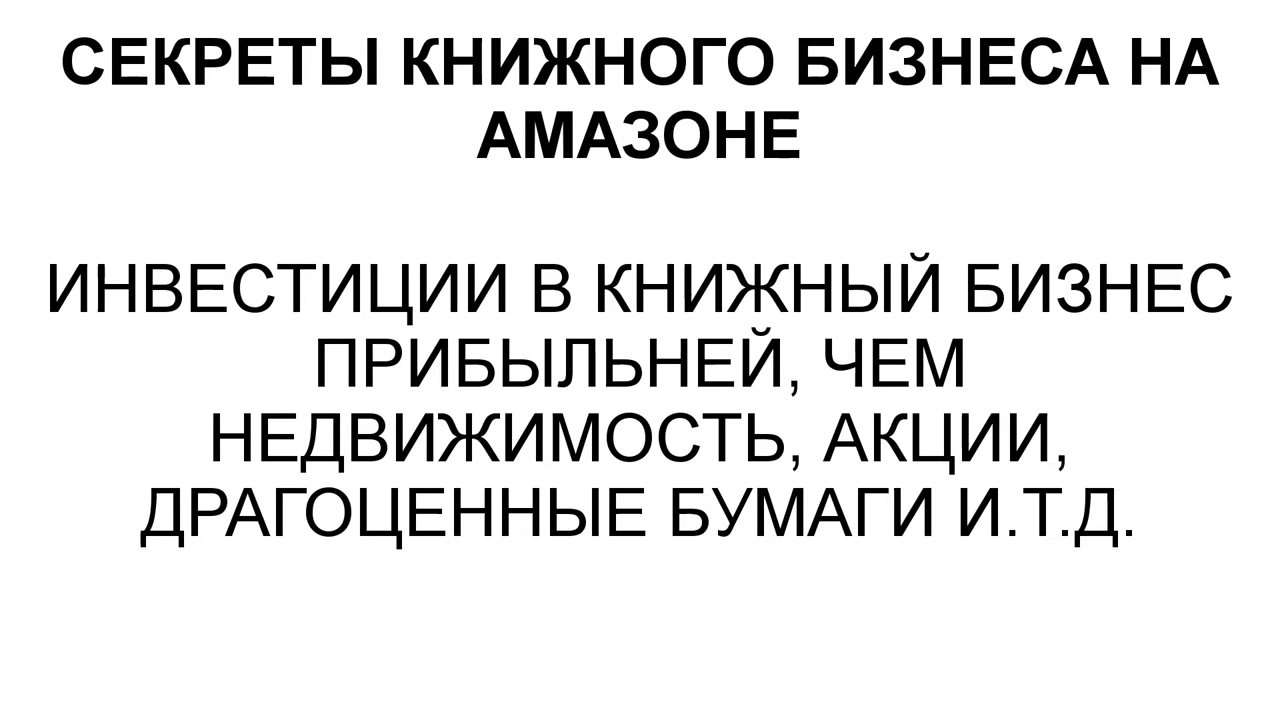 СЕКРЕТЫ КНИЖНОГО БИЗНЕСА НА
АМАЗОНЕ
ИНВЕСТИЦИИ В КНИЖНЫЙ БИЗНЕС
ПРИБЫЛЬНЕЙ, ЧЕМ
НЕДВИЖИМОСТЬ, АКЦИИ,
ДРАГОЦЕННЫЕ БУМАГИ И.Т.Д.